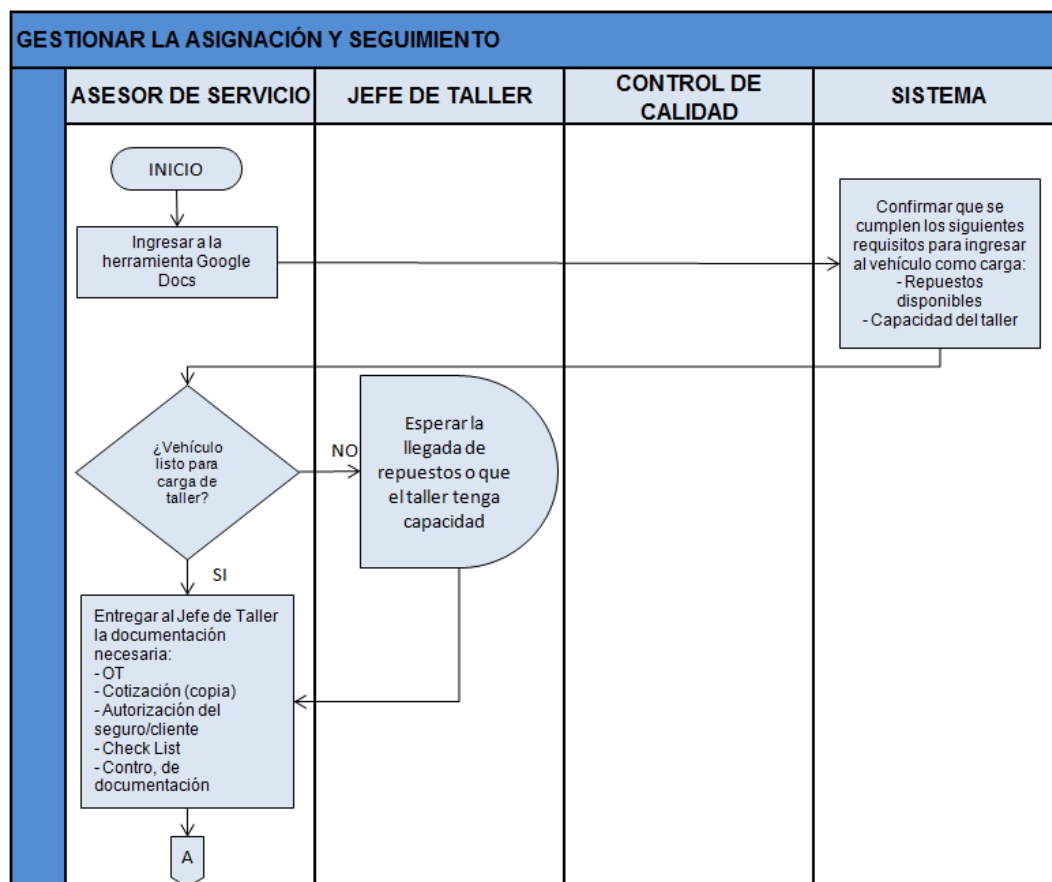 GESTIONAR LA ASIGNACIÓN Y SEGUIMIENTO
ASESOR DE SERVICIO
JEFE DE TALLER
CONTROL DE
CALIDAD
SISTEMA
INICIO
Ingresar a la
herramienta Google
Docs
Confirmar que se
cumplen los siguientes
requisitos para ingresar
al vehículo como carga:
- Repuestos
disponibles
- Capacidad del taller
¿Vehículo
listo para
carga de
taller?
NO
Esperar la
llegada de
repuestos o que
el taller tenga
capacidad
SI
Entregar al Jefe de Taller
la documentación
necesaria:
- OT
- Cotización (copia)
- Autorización del
seguro/cliente
- Check List
- Contro, de
documentación
A